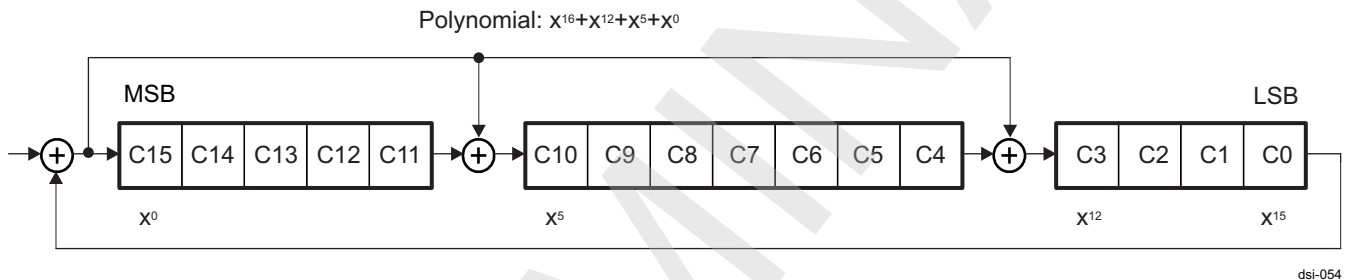 Polynomial: x¹⁶+x¹²+x⁵+x⁰
MSB
LSB
C15 C14 C13 C12 C11 C10 C9 C8 C7 C6 C5 C4 C3 C2 C1 C0
x⁰ x⁵ x¹² x¹⁵
dsi-054